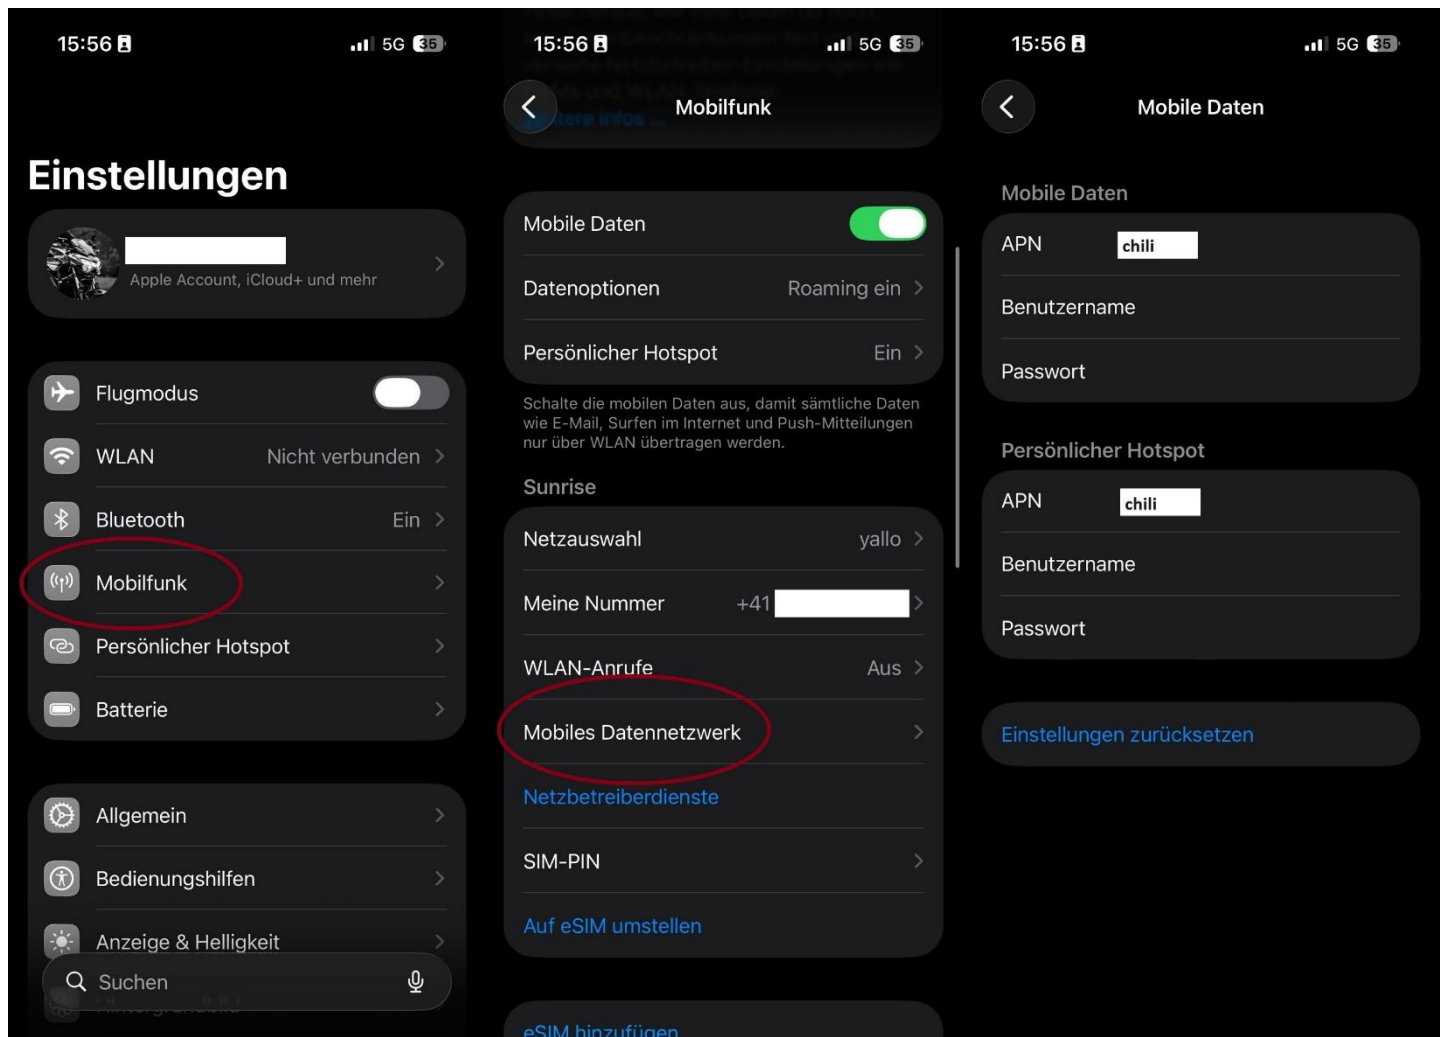 15:56
5G 35
Einstellungen
Apple Account, iCloud+ und mehr
Flugmodus
WLAN Nicht verbunden
Bluetooth Ein
Mobilfunk
Persönlicher Hotspot
Batterie
Allgemein
Bedienungshilfen
Anzeige & Helligkeit
Suchen
15:56
5G 35
Mobilfunk
Mobile Daten
Datenoptionen Roaming ein
Persönlicher Hotspot Ein
Schalte die mobilen Daten aus, damit sämtliche Daten
wie E-Mail, Surfen im Internet und Push-Mitteilungen
nur über WLAN übertragen werden.
Sunrise
Netzauswahl yallo
Meine Nummer +41
WLAN-Anrufe Aus
Mobiles Datennetzwerk
Netzbetreiberdienste
SIM-PIN
Auf eSIM umstellen
eSIM hinzufügen
15:56
5G 35
Mobile Daten
Mobile Daten
APN chili
Benutzername
Passwort
Persönlicher Hotspot
APN chili
Benutzername
Passwort
Einstellungen zurücksetzen